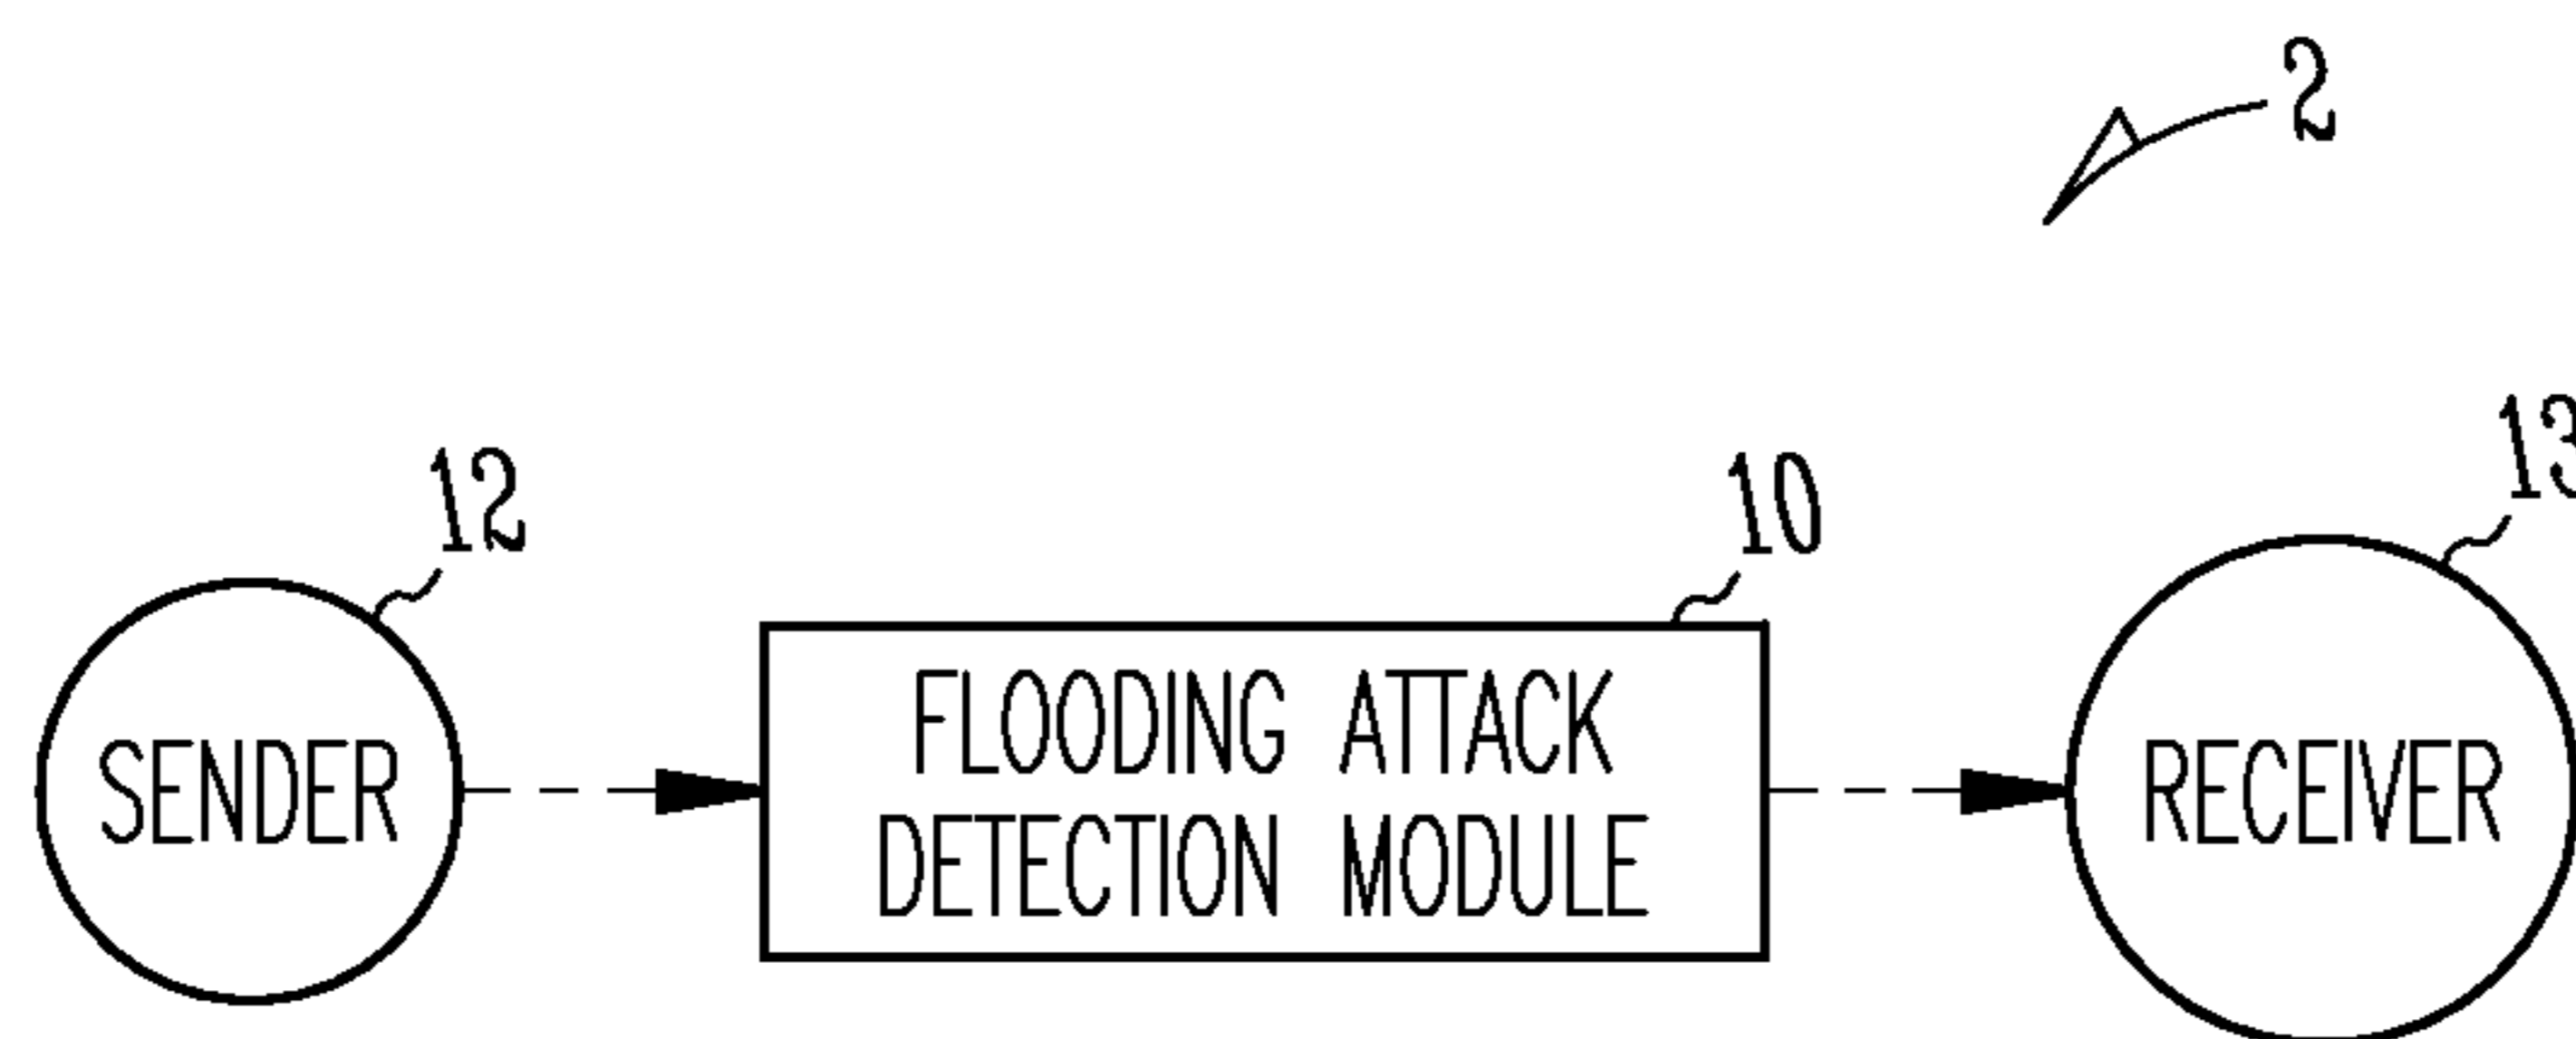 2
12
10
13
SENDER
FLOODING ATTACK
DETECTION MODULE
RECEIVER